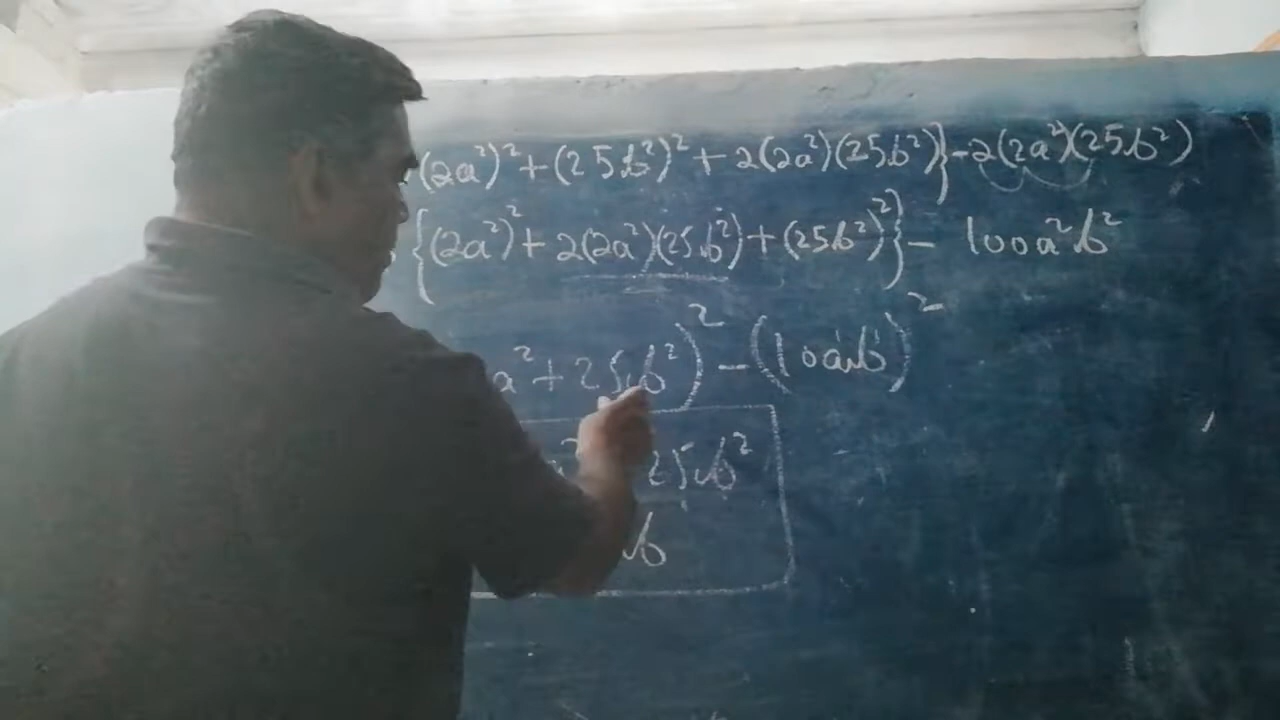 (2a²)² + (25b²)² + 2(2a²)(25b²)} - 2(2a²)(25b²)
{(2a²)² + 2(2a²)(25b²) + (25b²)²} - 100a²b²
a² + 25b²)² - (10ab)²
25b²
b